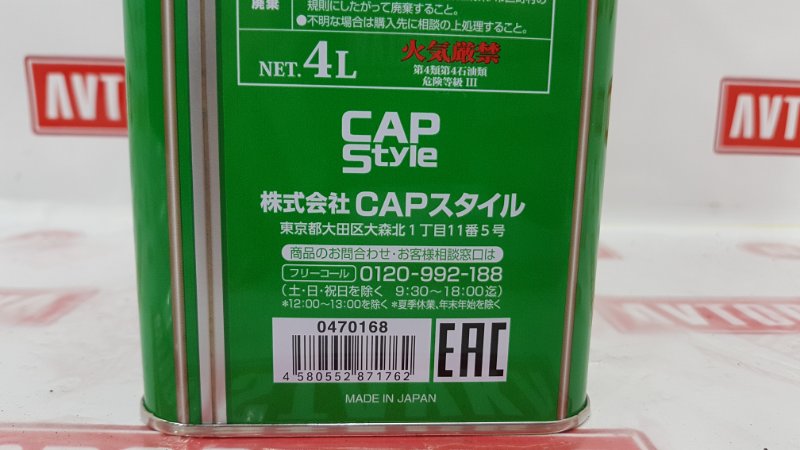 廃棄
規則にしたがって廃棄すること。
●不明な場合は購入先に相談の上処理すること。
NET. 4L
火気厳禁
第4類第4石油類
危険等級 III
CAP
Style
株式会社 CAPスタイル
東京都大田区大森北1丁目11番5号
商品のお問合わせ・お客様相談窓口は
フリーコール 0120-992-188
(土・日・祝日を除く 9:30〜18:00迄)
*12:00〜13:00を除く *夏季休業、年末年始を除く
0470168
4 580552 871762
EAC
MADE IN JAPAN
AVTO
AVTO